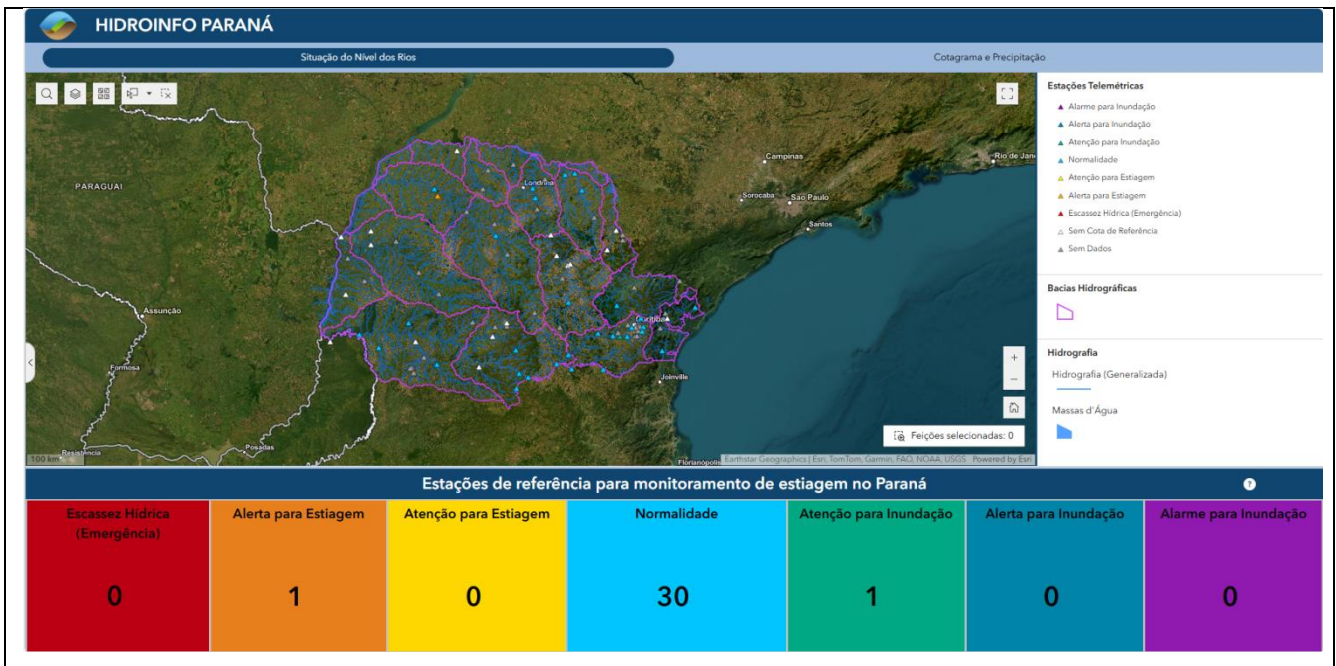 HIDROINFO PARANÁ
Situação do Nível dos Rios
Cotagrama e Precipitação
PARAGUAI
Londrina
Campinas
Rio de Jan
Sorocaba
São Paulo
Santos
Assunção
Curitiba
Formosa
Joinville
Posadas
Resistência
Florianópolis
100 km
Feições selecionadas: 0
Earthstar Geographics | Esri, TomTom, Garmin, FAO, NOAA, USGS Powered by Esri
Estações Telemétricas
Alarme para Inundação
Alerta para Inundação
Atenção para Inundação
Normalidade
Atenção para Estiagem
Alerta para Estiagem
Escassez Hídrica (Emergência)
Sem Cota de Referência
Sem Dados
Bacias Hidrográficas
Hidrografia
Hidrografia (Generalizada)
Massas d'Água
Estações de referência para monitoramento de estiagem no Paraná ?
Escassez Hídrica
(Emergência)
0
Alerta para Estiagem
1
Atenção para Estiagem
0
Normalidade
30
Atenção para Inundação
1
Alerta para Inundação
0
Alarme para Inundação
0